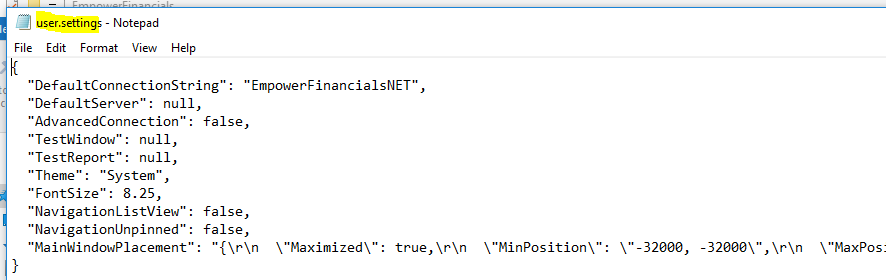 EmpowerFinancials
user.settings - Notepad
File Edit Format View Help
{
"DefaultConnectionString": "EmpowerFinancialsNET",
"DefaultServer": null,
"AdvancedConnection": false,
"TestWindow": null,
"TestReport": null,
"Theme": "System",
"FontSize": 8.25,
"NavigationListView": false,
"NavigationUnpinned": false,
"MainWindowPlacement": "{\r\n  \"Maximized\": true,\r\n  \"MinPosition\": \"-32000, -32000\",\r\n  \"MaxPosi
}